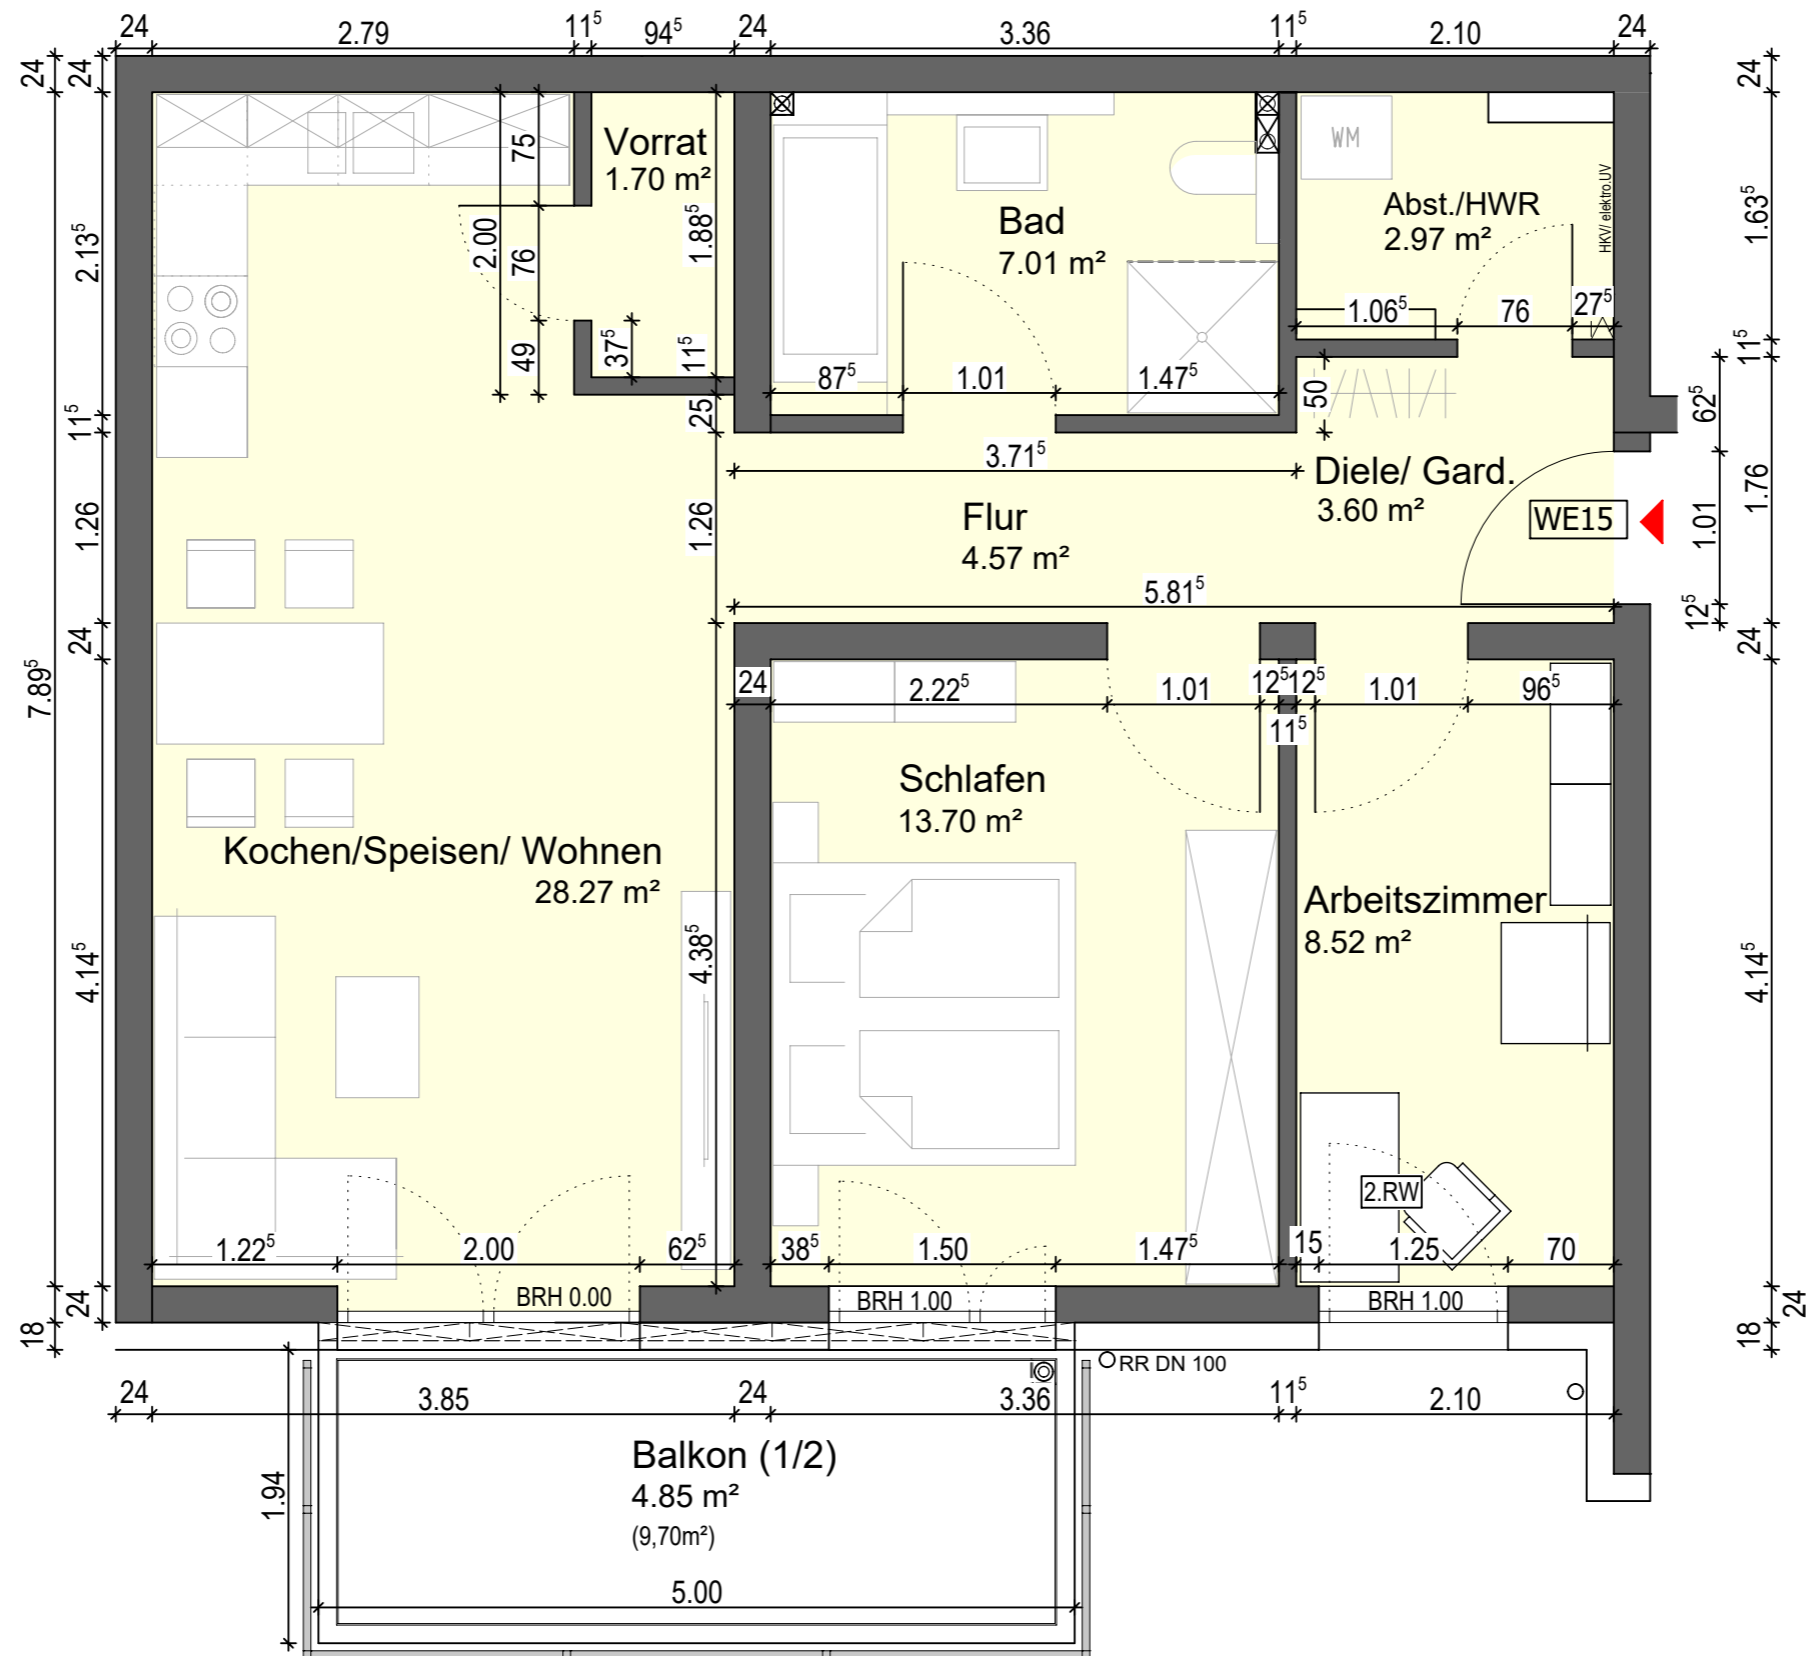 24 2.79 11⁵ 94⁵ 24 3.36 11⁵ 2.10 24
24 24 24
Vorrat
1.70 m²
75
WM
Bad
7.01 m²
Abst./HWR
2.97 m²
HKV/ elektro.UV
2.13⁵ 2.00 76 1.88⁵ 1.63⁵
1.06⁵ 76 27⁵
49 37⁵ 11⁵ 11⁵
87⁵ 1.01 1.47⁵ 50
11⁵ 25 62⁵
3.71⁵
Diele/ Gard.
3.60 m²
Flur
4.57 m²
WE15
1.26 1.26 1.01 1.76
5.81⁵
12⁵
24 24
7.89⁵
24 2.22⁵ 1.01 12⁵ 12⁵ 1.01 96⁵
11⁵
Schlafen
13.70 m²
Kochen/Speisen/ Wohnen
28.27 m²
Arbeitszimmer
8.52 m²
4.14⁵ 4.38⁵ 4.14⁵
2.RW
1.22⁵ 2.00 62⁵ 38⁵ 1.50 1.47⁵ 15 1.25 70
24 BRH 0.00 BRH 1.00 BRH 1.00 24
18 18
RR DN 100
24 3.85 24 3.36 11⁵ 2.10
Balkon (1/2)
4.85 m²
(9,70m²)
1.94
5.00